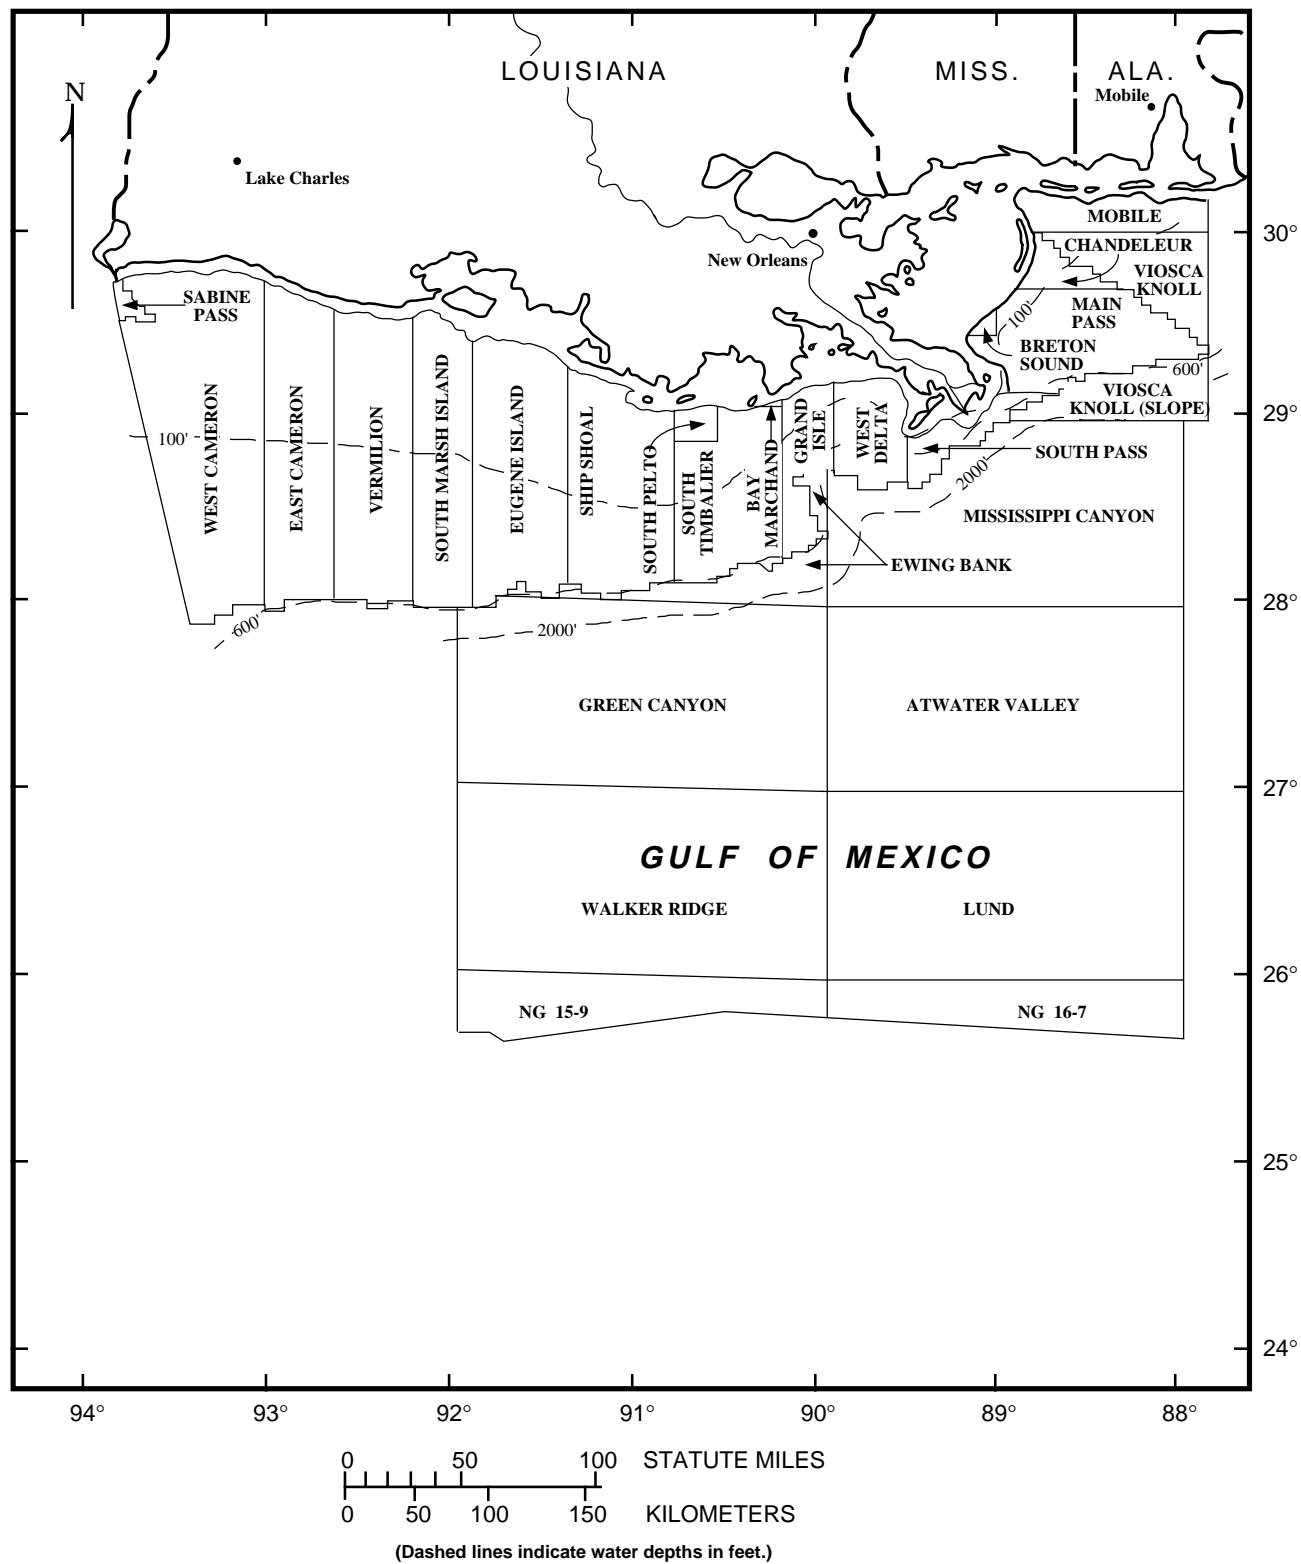 LOUISIANA
MISS.
ALA.
N
Mobile
Lake Charles
New Orleans
MOBILE
CHANDELEUR
VIOSCA
KNOLL
MAIN
PASS
100'
BRETON
SOUND
600'
VIOSCA
KNOLL (SLOPE)
SABINE
PASS
WEST CAMERON
EAST CAMERON
VERMILION
SOUTH MARSH ISLAND
EUGENE ISLAND
SHIP SHOAL
SOUTH PELTO
SOUTH
TIMBALIER
BAY
MARCHAND
GRAND
ISLE
WEST
DELTA
SOUTH PASS
100'
2000'
MISSISSIPPI CANYON
EWING BANK
600'
2000'
GREEN CANYON
ATWATER VALLEY
GULF OF MEXICO
WALKER RIDGE
LUND
NG 15-9
NG 16-7
30°
29°
28°
27°
26°
25°
24°
94°
93°
92°
91°
90°
89°
88°
0 50 100 STATUTE MILES
0 50 100 150 KILOMETERS
(Dashed lines indicate water depths in feet.)